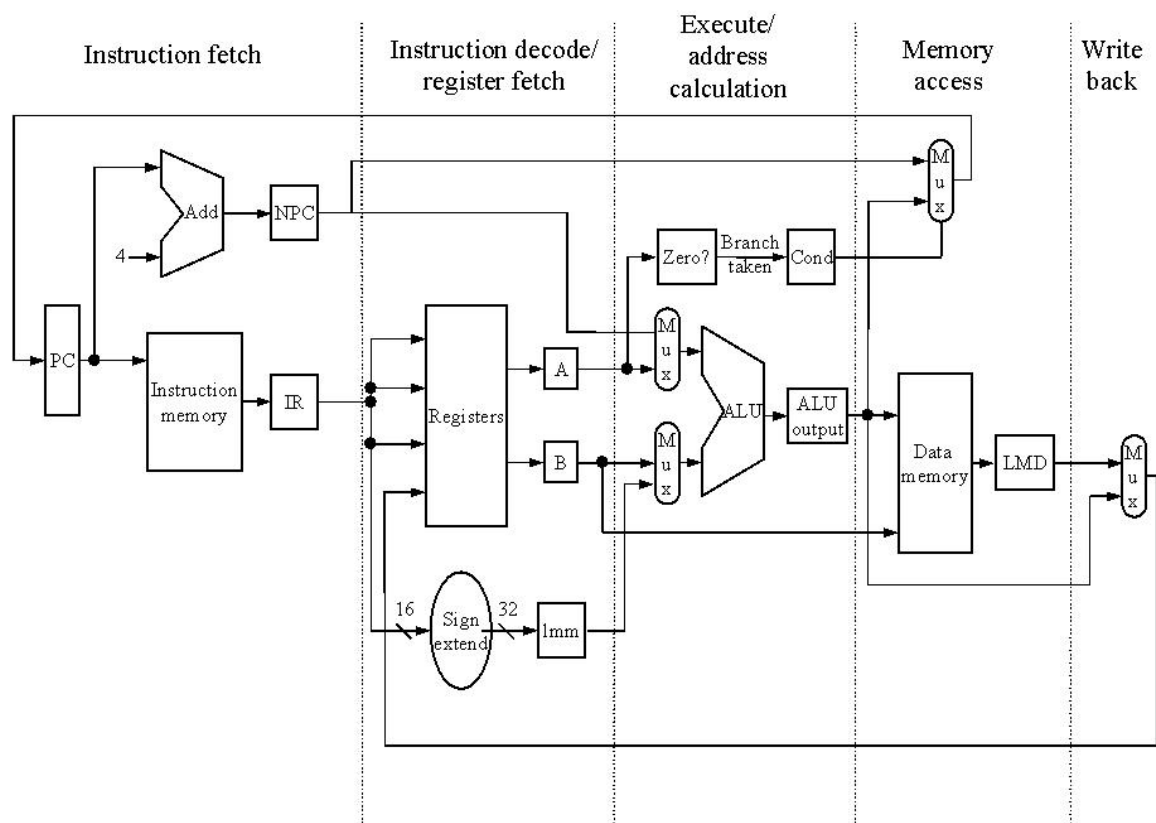 Instruction fetch
Instruction decode/
register fetch
Execute/
address
calculation
Memory
access
Write
back
Add
4
NPC
PC
Instruction
memory
IR
Registers
A
B
16
Sign
extend
32
1mm
Zero?
Branch
taken
Cond
M
u
x
M
u
x
ALU
M
u
x
ALU
output
Data
memory
LMD
M
u
x